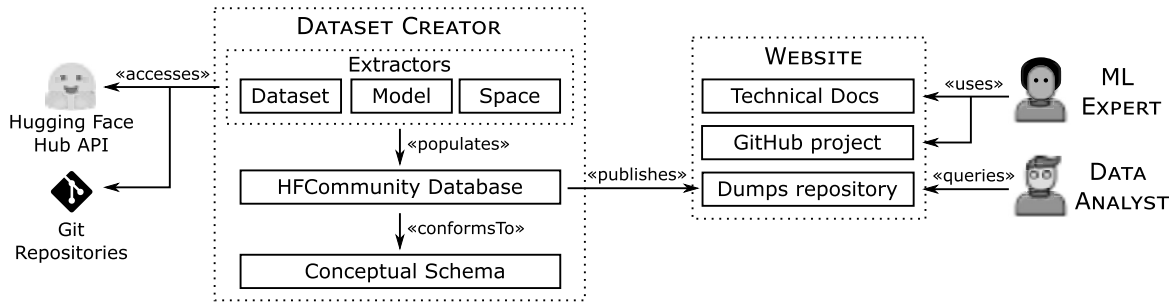 DATASET CREATOR
Extractors
Dataset
Model
Space
«accesses»
Hugging Face
Hub API
Git
Repositories
«populates»
HFCommunity Database
«conformsTo»
Conceptual Schema
«publishes»
WEBSITE
Technical Docs
GitHub project
Dumps repository
«uses»
ML
EXPERT
«queries»
DATA
ANALYST